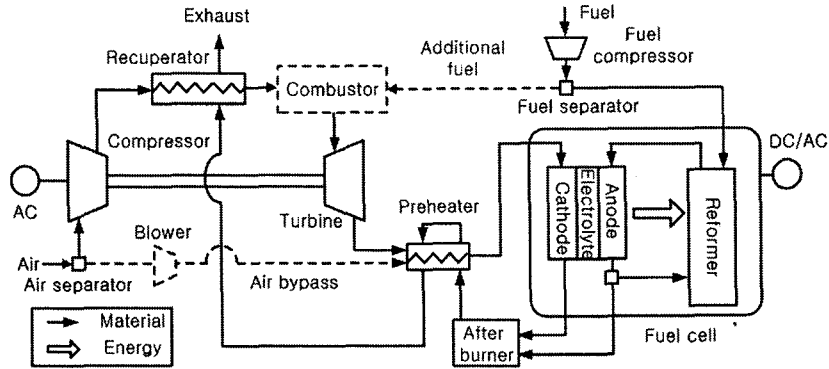 Exhaust
Fuel
Recuperator
Fuel
compressor
Additional
fuel
Combustor
Fuel separator
Compressor
DC/AC
AC
Turbine
Preheater
Cathode
Electrolyte
Anode
Reformer
Blower
Air
Air separator
Air bypass
Material
Energy
After
burner
Fuel cell